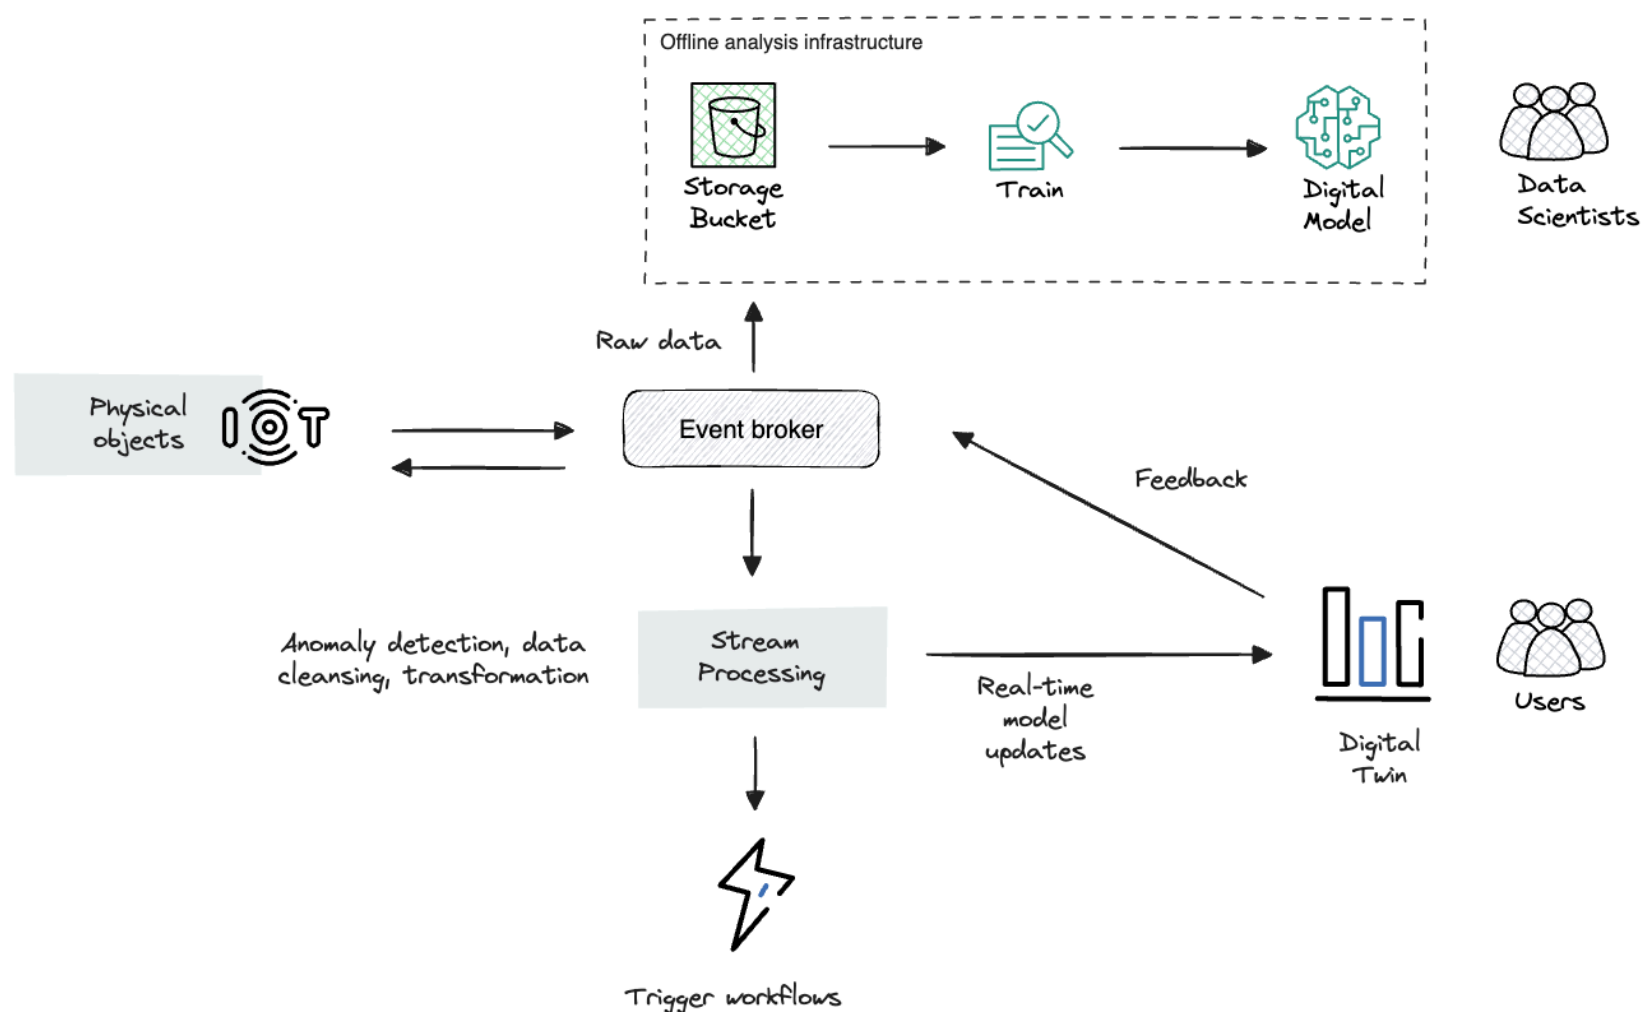 Offline analysis infrastructure
Storage
Bucket
Train
Digital
Model
Data
Scientists
Raw data
Physical
objects
IOT
Event broker
Feedback
Anomaly detection, data
cleansing, transformation
Stream
Processing
Real-time
model
updates
Users
Digital
Twin
Trigger workflows